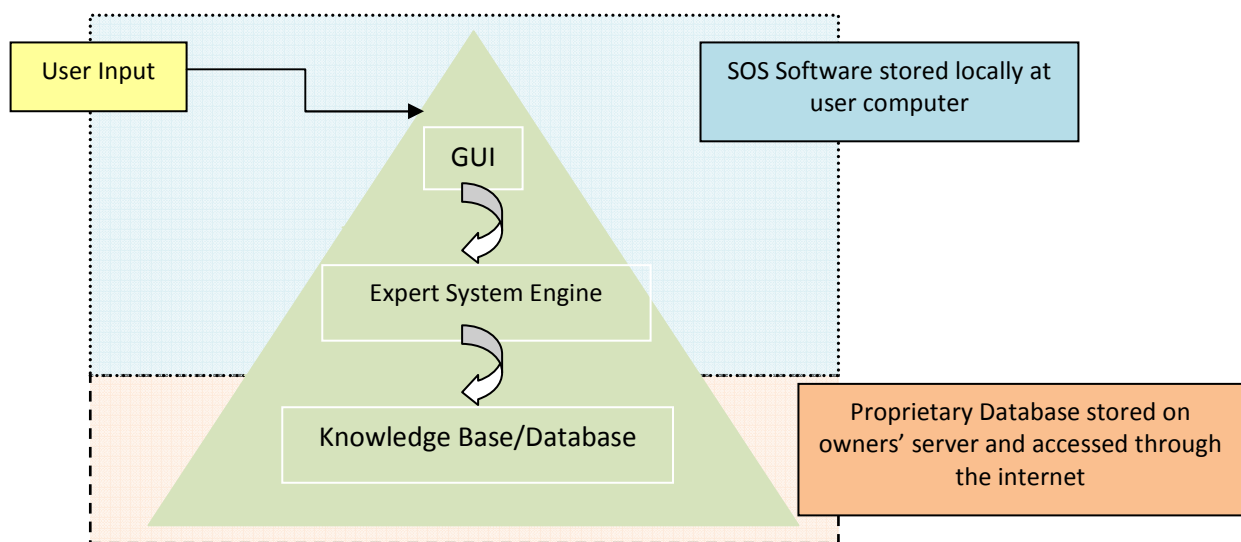 User Input
SOS Software stored locally at
user computer
GUI
Expert System Engine
Knowledge Base/Database
Proprietary Database stored on
owners’ server and accessed through
the internet